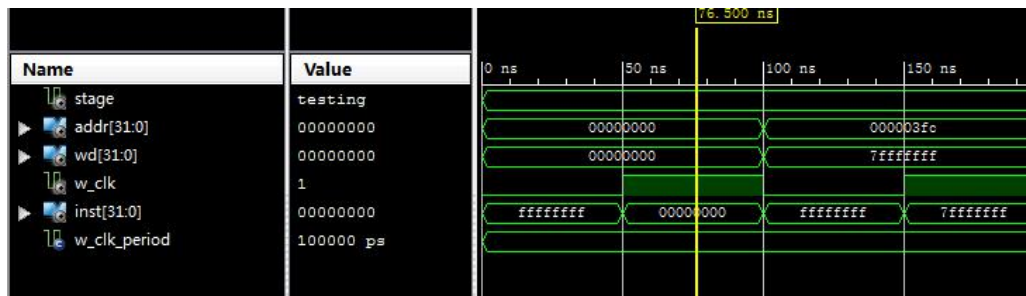 76.500 ns
Name Value 0 ns 50 ns 100 ns 150 ns
stage testing
addr[31:0] 00000000 00000000 000003fc
wd[31:0] 00000000 00000000 7fffffff
w_clk 1
inst[31:0] 00000000 ffffffff 00000000 ffffffff 7fffffff
w_clk_period 100000 ps